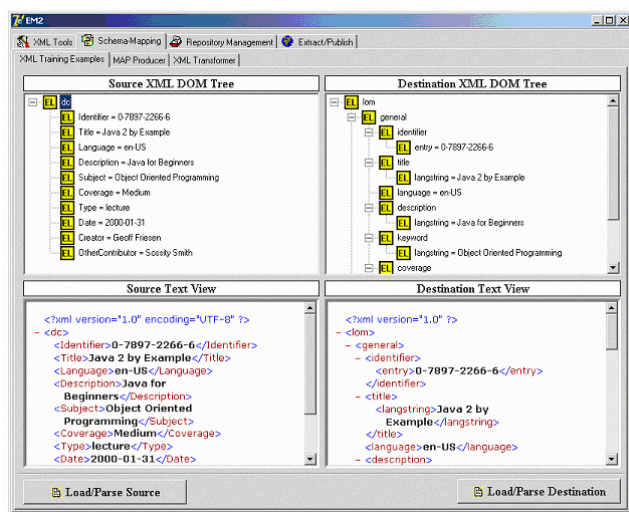 EM2
XML Tools Schema-Mapping Repository Management Extract/Publish
XML Training Examples MAP Producer XML Transformer
Source XML DOM Tree
EL dc
EL Identifier = 0-7897-2266-6
EL Title = Java 2 by Example
EL Language = en-US
EL Description = Java for Beginners
EL Subject = Object Oriented Programming
EL Coverage = Medium
EL Type = lecture
EL Date = 2000-01-31
EL Creator = Geoff Friesen
EL OtherContributor = Sossity Smith
Destination XML DOM Tree
EL lom
EL general
EL identifier
EL entry = 0-7897-2266-6
EL title
EL langstring = Java 2 by Example
EL language = en-US
EL description
EL langstring = Java for Beginners
EL keyword
EL langstring = Object Oriented Programming
EL coverage
Source Text View
<?xml version="1.0" encoding="UTF-8" ?>
- <dc>
<Identifier>0-7897-2266-6</Identifier>
<Title>Java 2 by Example</Title>
<Language>en-US</Language>
<Description>Java for
Beginners</Description>
<Subject>Object Oriented
Programming</Subject>
<Coverage>Medium</Coverage>
<Type>lecture</Type>
<Date>2000-01-31</Date>
Destination Text View
<?xml version="1.0" ?>
- <lom>
- <general>
- <identifier>
<entry>0-7897-2266-6</entry>
</identifier>
- <title>
<langstring>Java 2 by
Example</langstring>
</title>
<language>en-US</language>
- <description>
Load/Parse Source
Load/Parse Destination